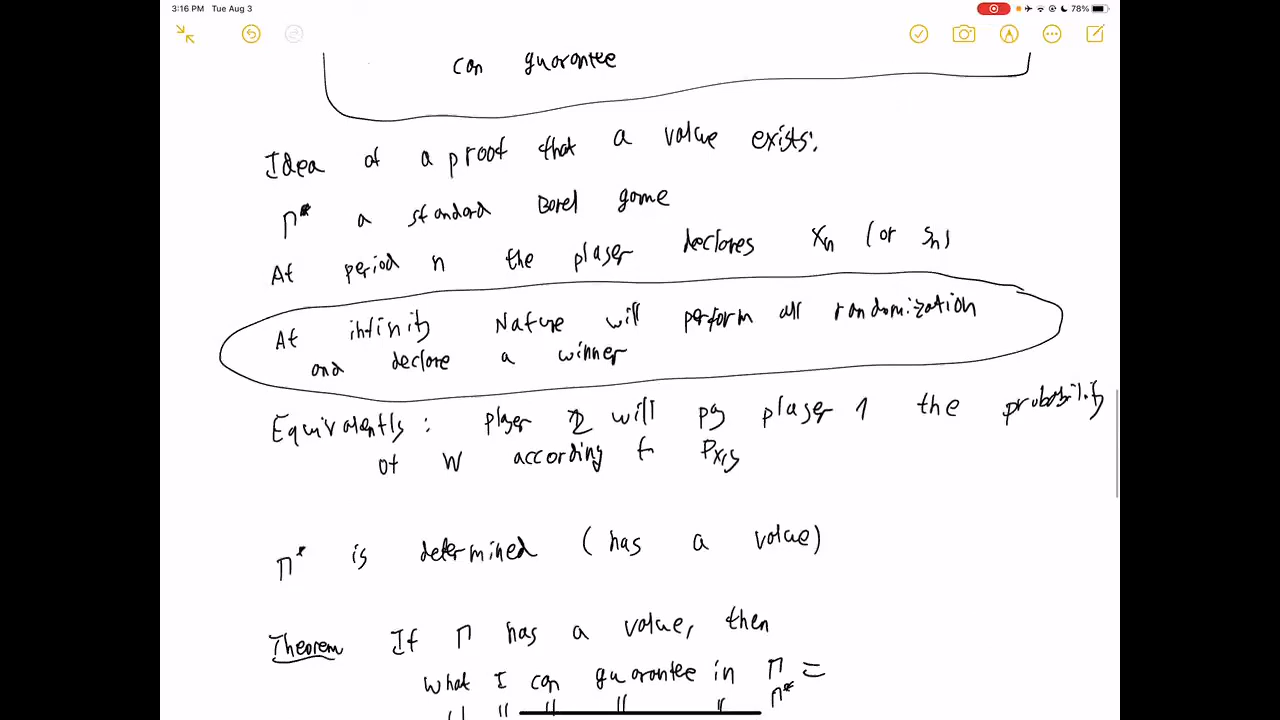 3:16 PM Tue Aug 3
78%
can guarantee
Idea of a proof that a value exists:
Γ* a standard Borel game
At period n the player declares xₙ (or sₙ)
At infinity Nature will perform all randomization
and declare a winner
Equivalently: player 2 will pay player 1 the probability
of W according to
Γ* is determined (has a value)
Theorem If Γ has a value, then
what I can guarantee in Γ =
" " " " Γ*